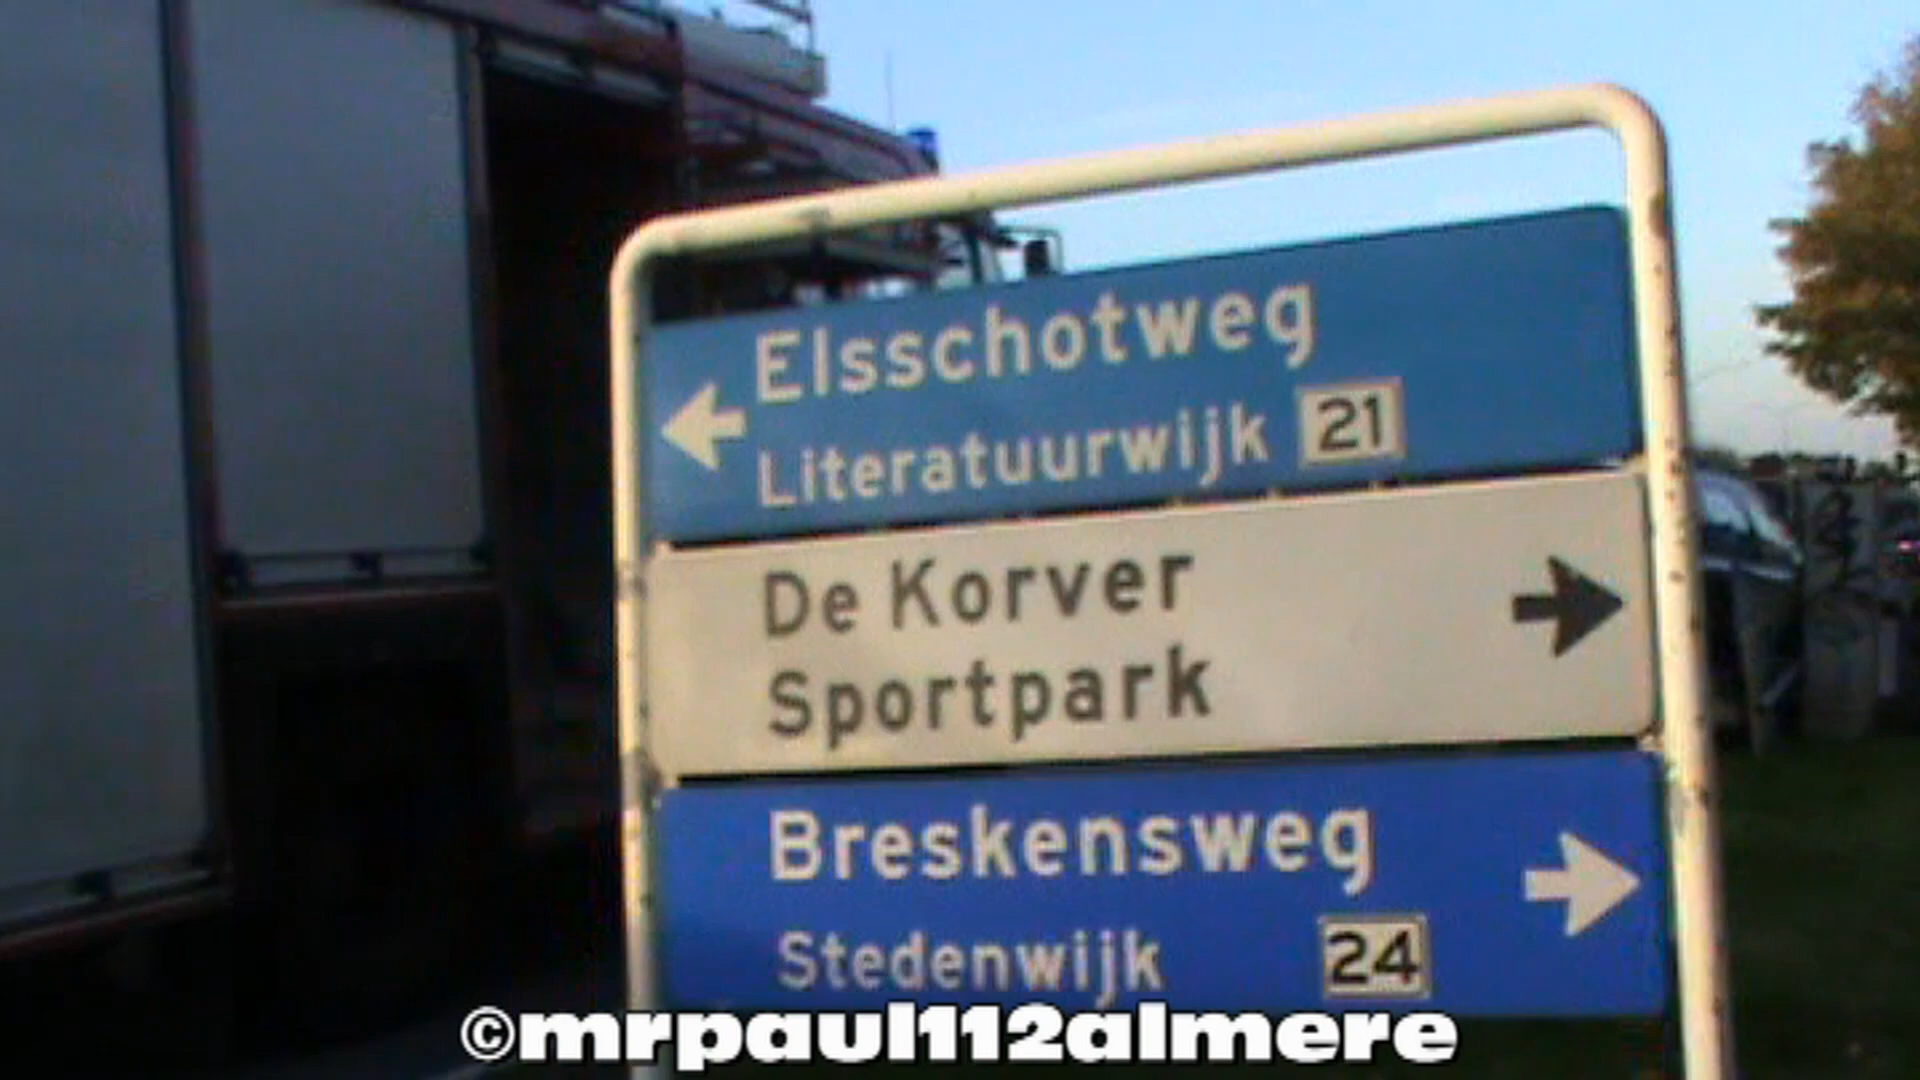 Elsschotweg
Literatuurwijk 21
De Korver
Sportpark
Breskensweg
Stedenwijk 24
©mrpaul112almere